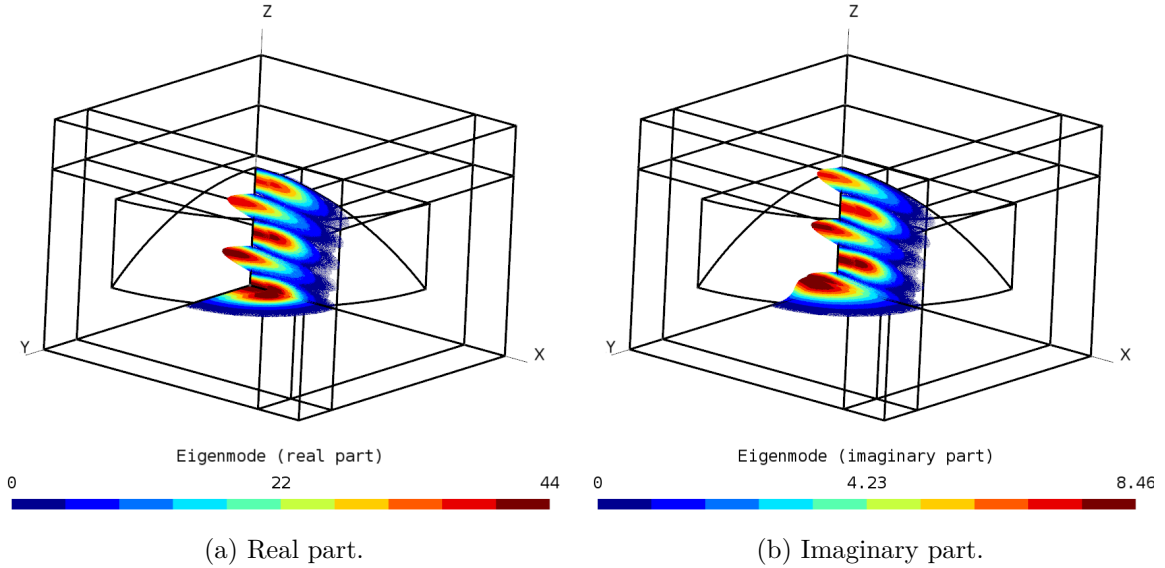 Z
Y
X
Eigenmode (real part)
0 22 44
(a) Real part.
Z
Y
X
Eigenmode (imaginary part)
0 4.23 8.46
(b) Imaginary part.